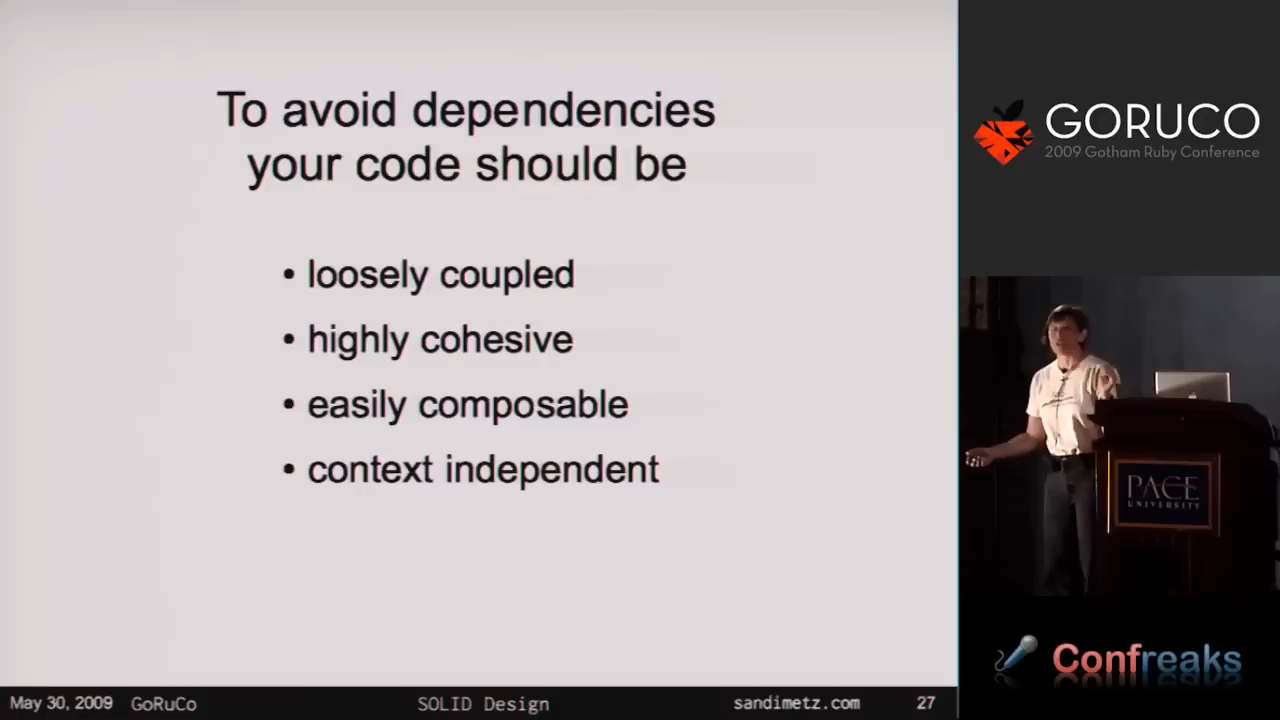 To avoid dependencies
your code should be
• loosely coupled
• highly cohesive
• easily composable
• context independent
May 30, 2009 GoRuCo SOLID Design sandimetz.com 27
GORUCO
2009 Gotham Ruby Conference
PACE
UNIVERSITY
Confreaks